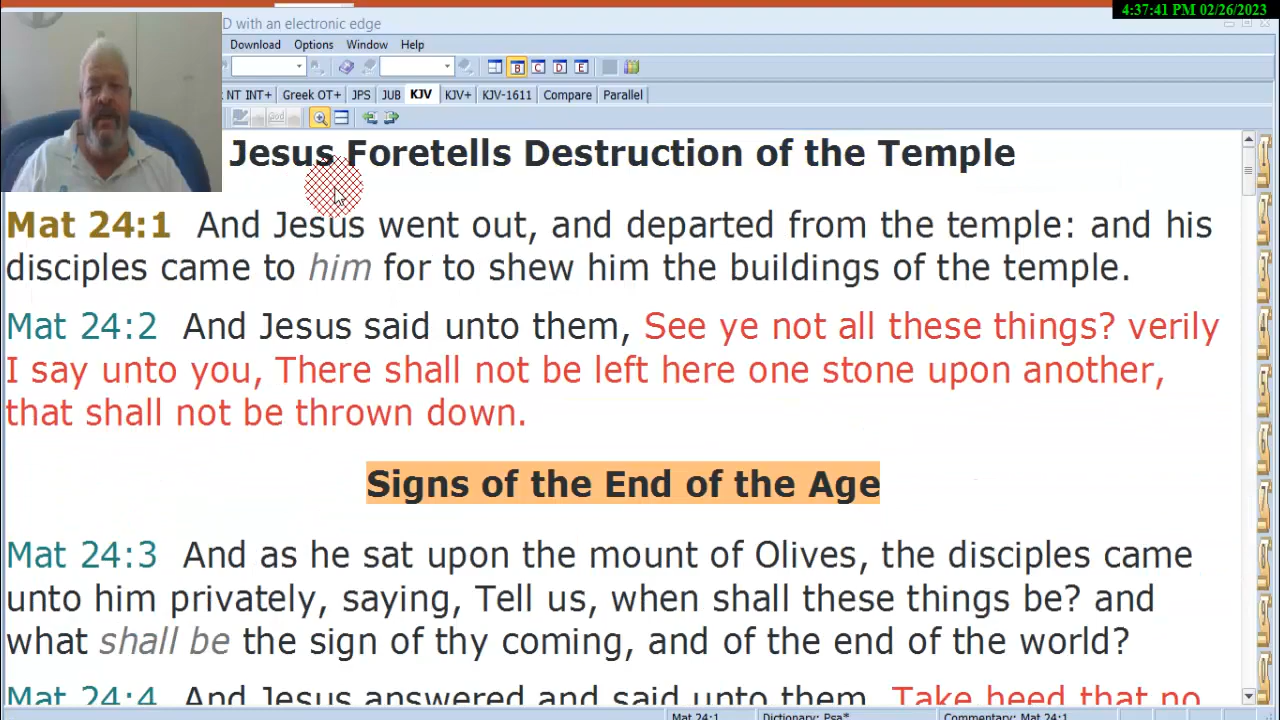 4:37:41 PM 02/26/2023
D with an electronic edge
Download Options Window Help
B C D E
NT INT+ Greek OT+ JPS JUB KJV KJV+ KJV-1611 Compare Parallel
Jesus Foretells Destruction of the Temple
Mat 24:1 And Jesus went out, and departed from the temple: and his
disciples came to him for to shew him the buildings of the temple.
Mat 24:2 And Jesus said unto them, See ye not all these things? verily
I say unto you, There shall not be left here one stone upon another,
that shall not be thrown down.
Signs of the End of the Age
Mat 24:3 And as he sat upon the mount of Olives, the disciples came
unto him privately, saying, Tell us, when shall these things be? and
what shall be the sign of thy coming, and of the end of the world?
Mat 24:4 And Jesus answered and said unto them, Take heed that no
Mat 24:1 Dictionary: Psa* Commentary: Mat 24:1